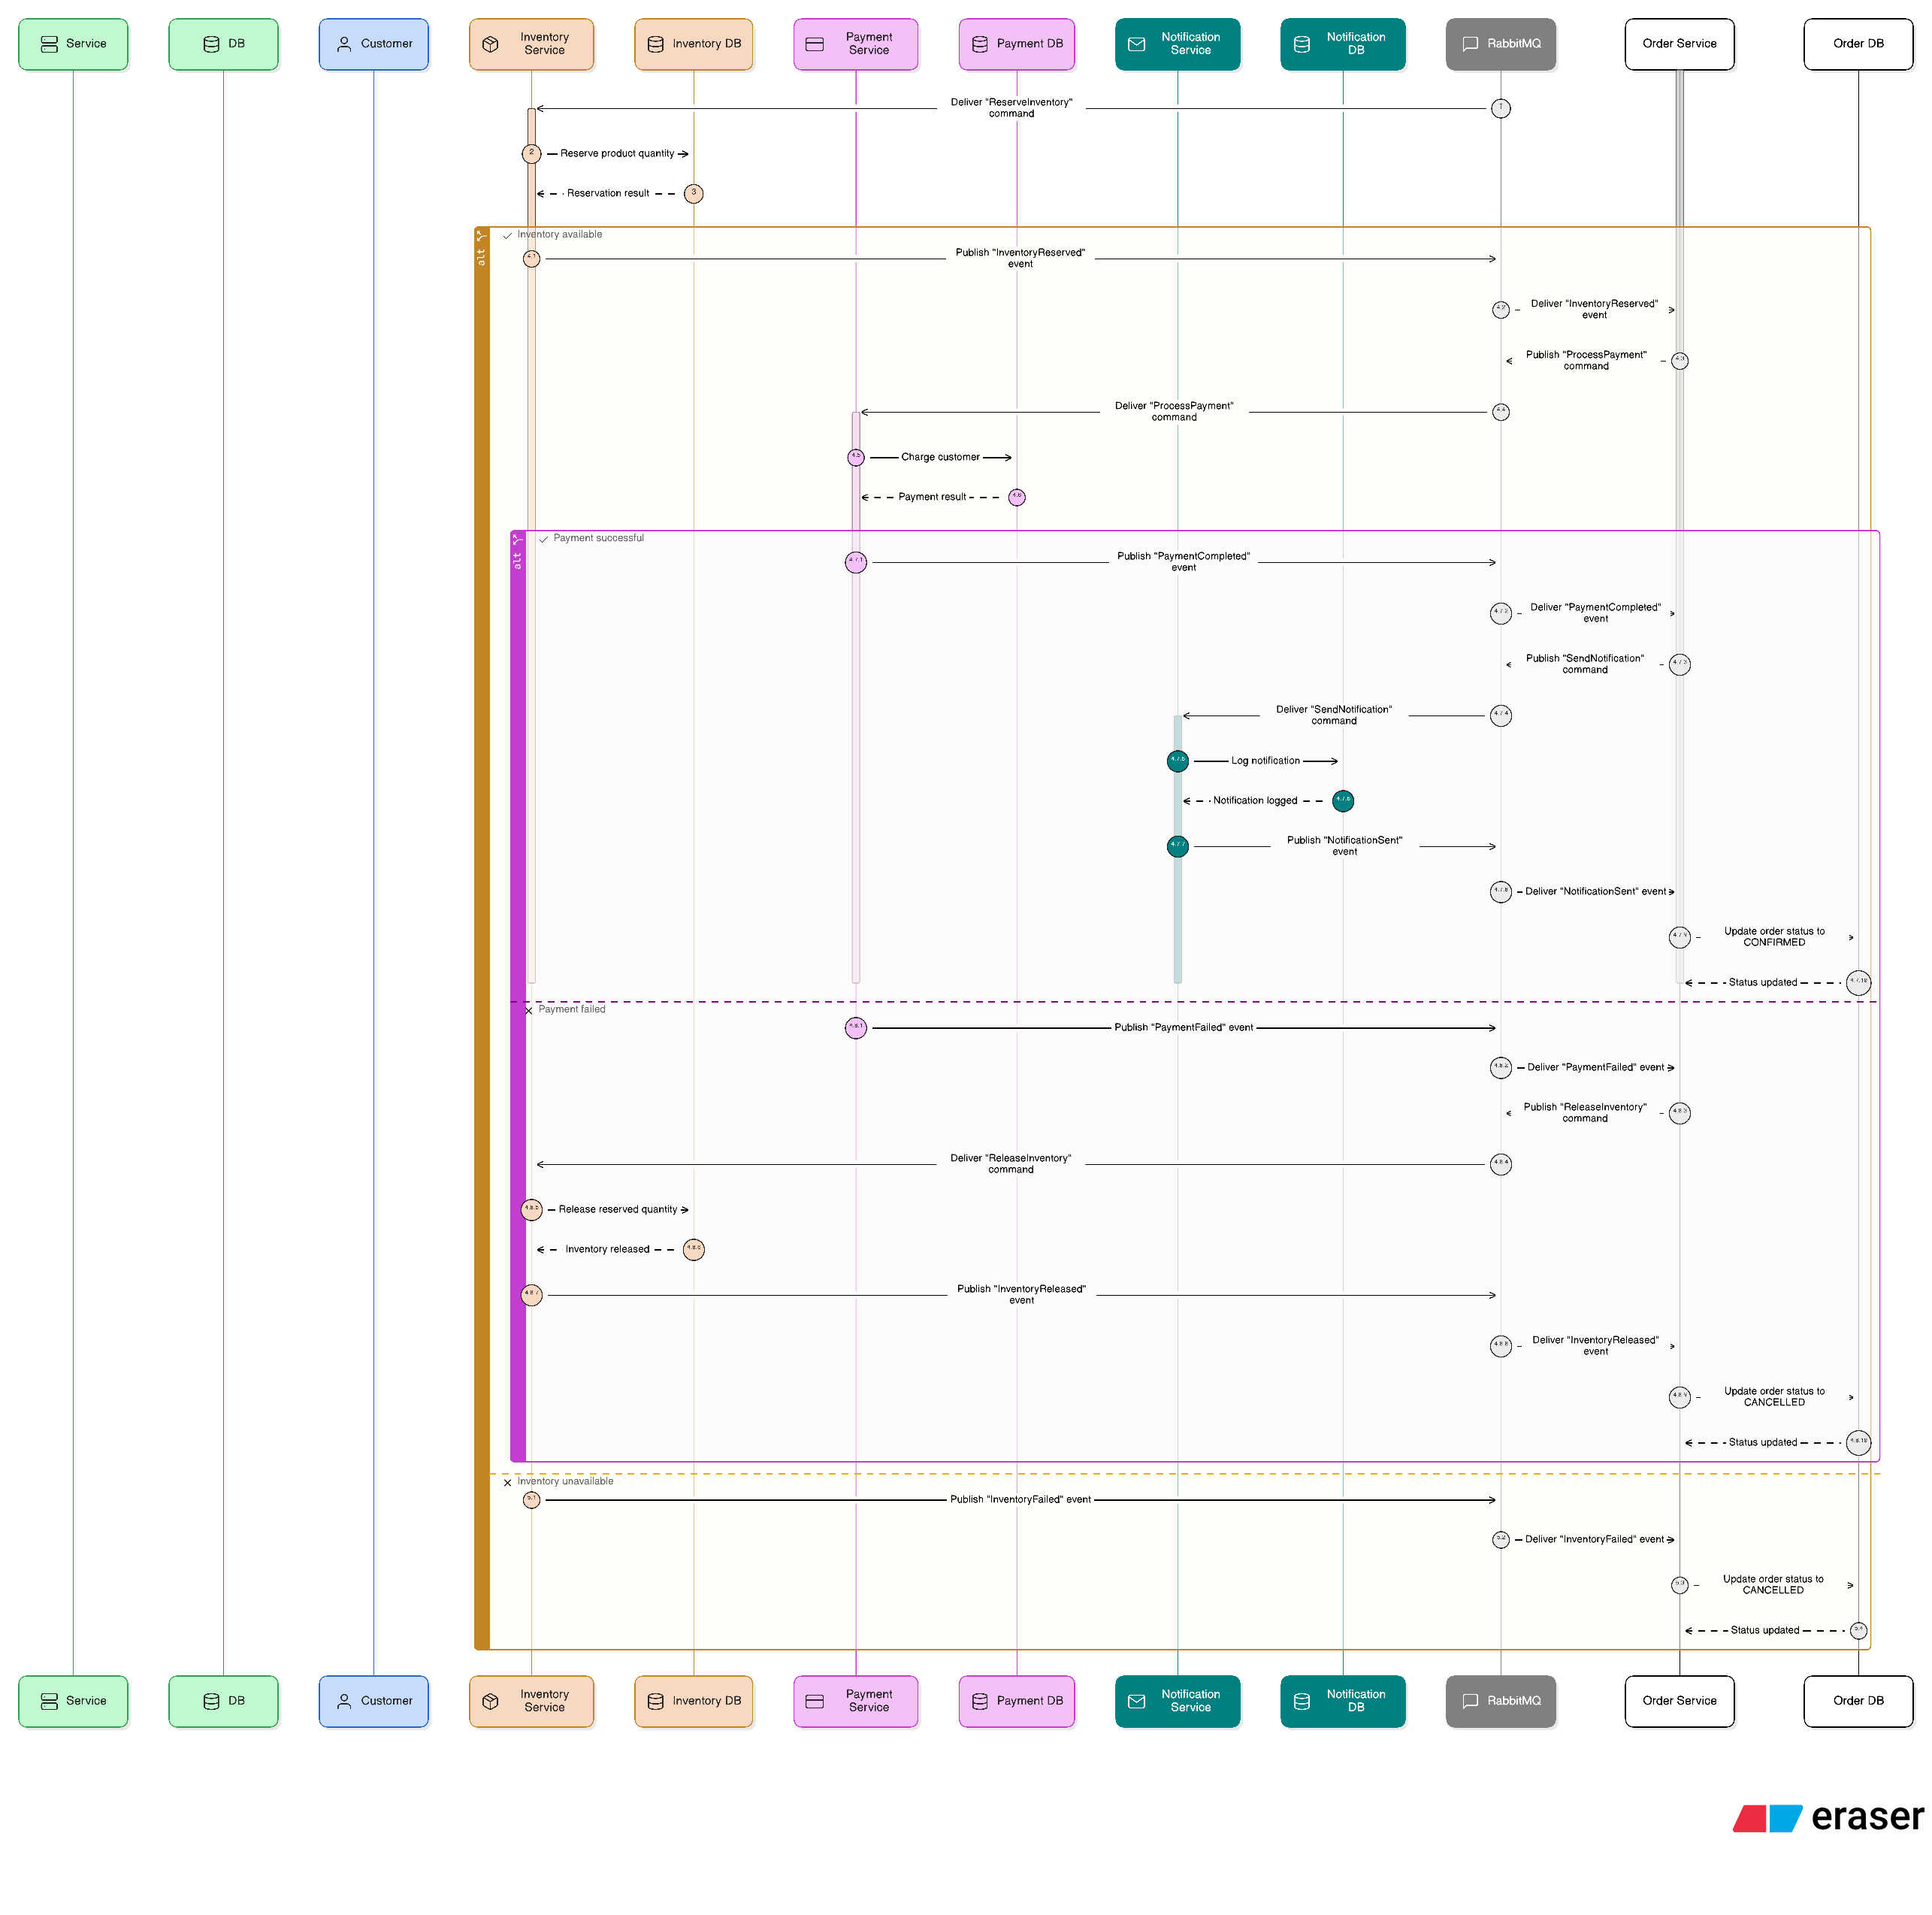 Service
DB
Customer
Inventory
Service
Inventory DB
Payment
Service
Payment DB
Notification
Service
Notification
DB
RabbitMQ
Order Service
Order DB
Deliver "ReserveInventory"
command
1
2
Reserve product quantity
Reservation result
3
alt
Inventory available
4.1
Publish "InventoryReserved"
event
4.2
Deliver "InventoryReserved"
event
Publish "ProcessPayment"
command
4.3
Deliver "ProcessPayment"
command
4.4
4.5
Charge customer
Payment result
4.6
alt
Payment successful
4.7.1
Publish "PaymentCompleted"
event
4.7.2
Deliver "PaymentCompleted"
event
Publish "SendNotification"
command
4.7.3
Deliver "SendNotification"
command
4.7.4
4.7.5
Log notification
Notification logged
4.7.6
4.7.7
Publish "NotificationSent"
event
4.7.8
Deliver "NotificationSent" event
4.7.9
Update order status to
CONFIRMED
Status updated
4.7.10
Payment failed
4.8.1
Publish "PaymentFailed" event
4.8.2
Deliver "PaymentFailed" event
Publish "ReleaseInventory"
command
4.8.3
Deliver "ReleaseInventory"
command
4.8.4
4.8.5
Release reserved quantity
Inventory released
4.8.6
4.8.7
Publish "InventoryReleased"
event
4.8.8
Deliver "InventoryReleased"
event
4.8.9
Update order status to
CANCELLED
Status updated
4.8.10
Inventory unavailable
5.1
Publish "InventoryFailed" event
5.2
Deliver "InventoryFailed" event
5.3
Update order status to
CANCELLED
Status updated
5.4
Service
DB
Customer
Inventory
Service
Inventory DB
Payment
Service
Payment DB
Notification
Service
Notification
DB
RabbitMQ
Order Service
Order DB
eraser